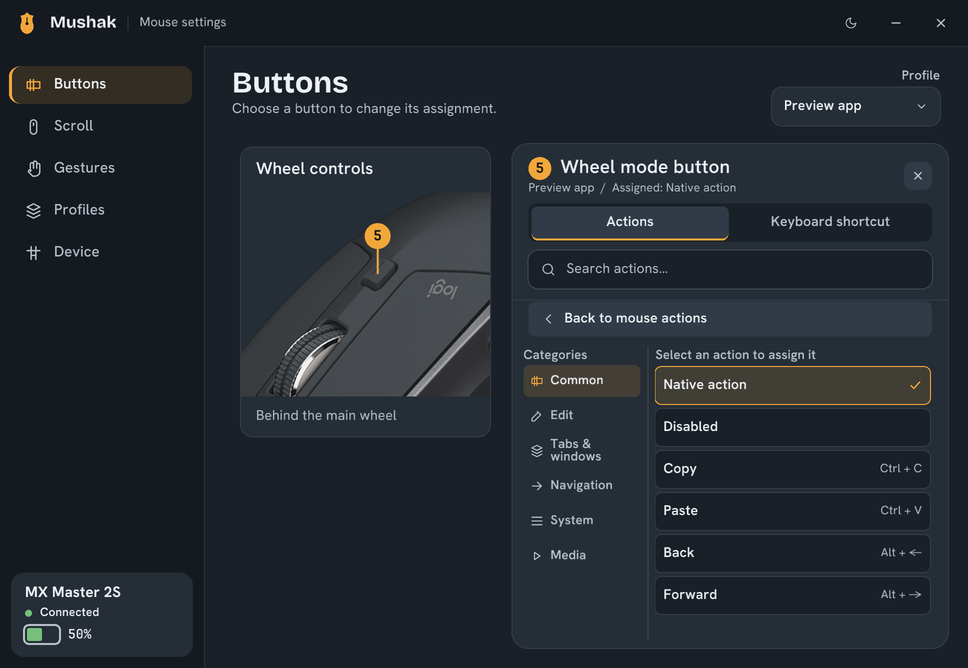 Mushak
Mouse settings
Buttons
Scroll
Gestures
Profiles
Device
MX Master 2S
Connected
50%
Buttons
Choose a button to change its assignment.
Profile
Preview app
Wheel controls
5
logi
Behind the main wheel
5 Wheel mode button
Preview app / Assigned: Native action
Actions
Keyboard shortcut
Search actions...
Back to mouse actions
Categories
Common
Edit
Tabs &
windows
Navigation
System
Media
Select an action to assign it
Native action
Disabled
Copy Ctrl + C
Paste Ctrl + V
Back Alt + ←
Forward Alt + →